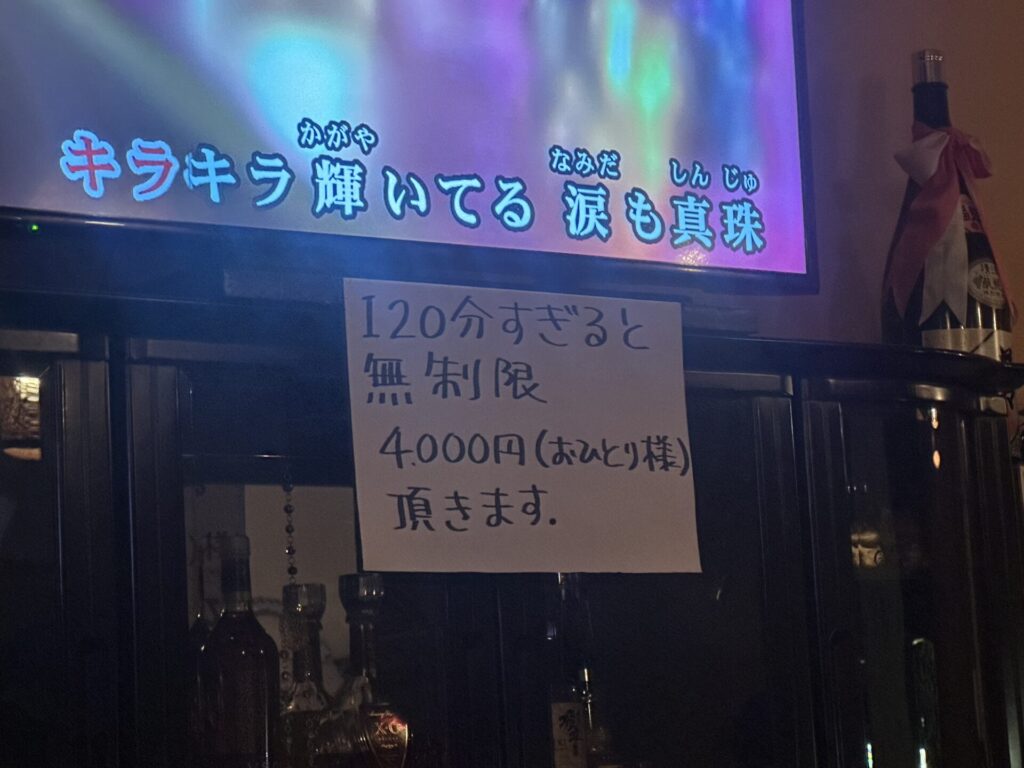 かがや なみだ しんじゅ
キラキラ輝いてる 涙も真珠
120分すぎると
無制限
4.000円(おひとり様)
頂きます.
XO
響